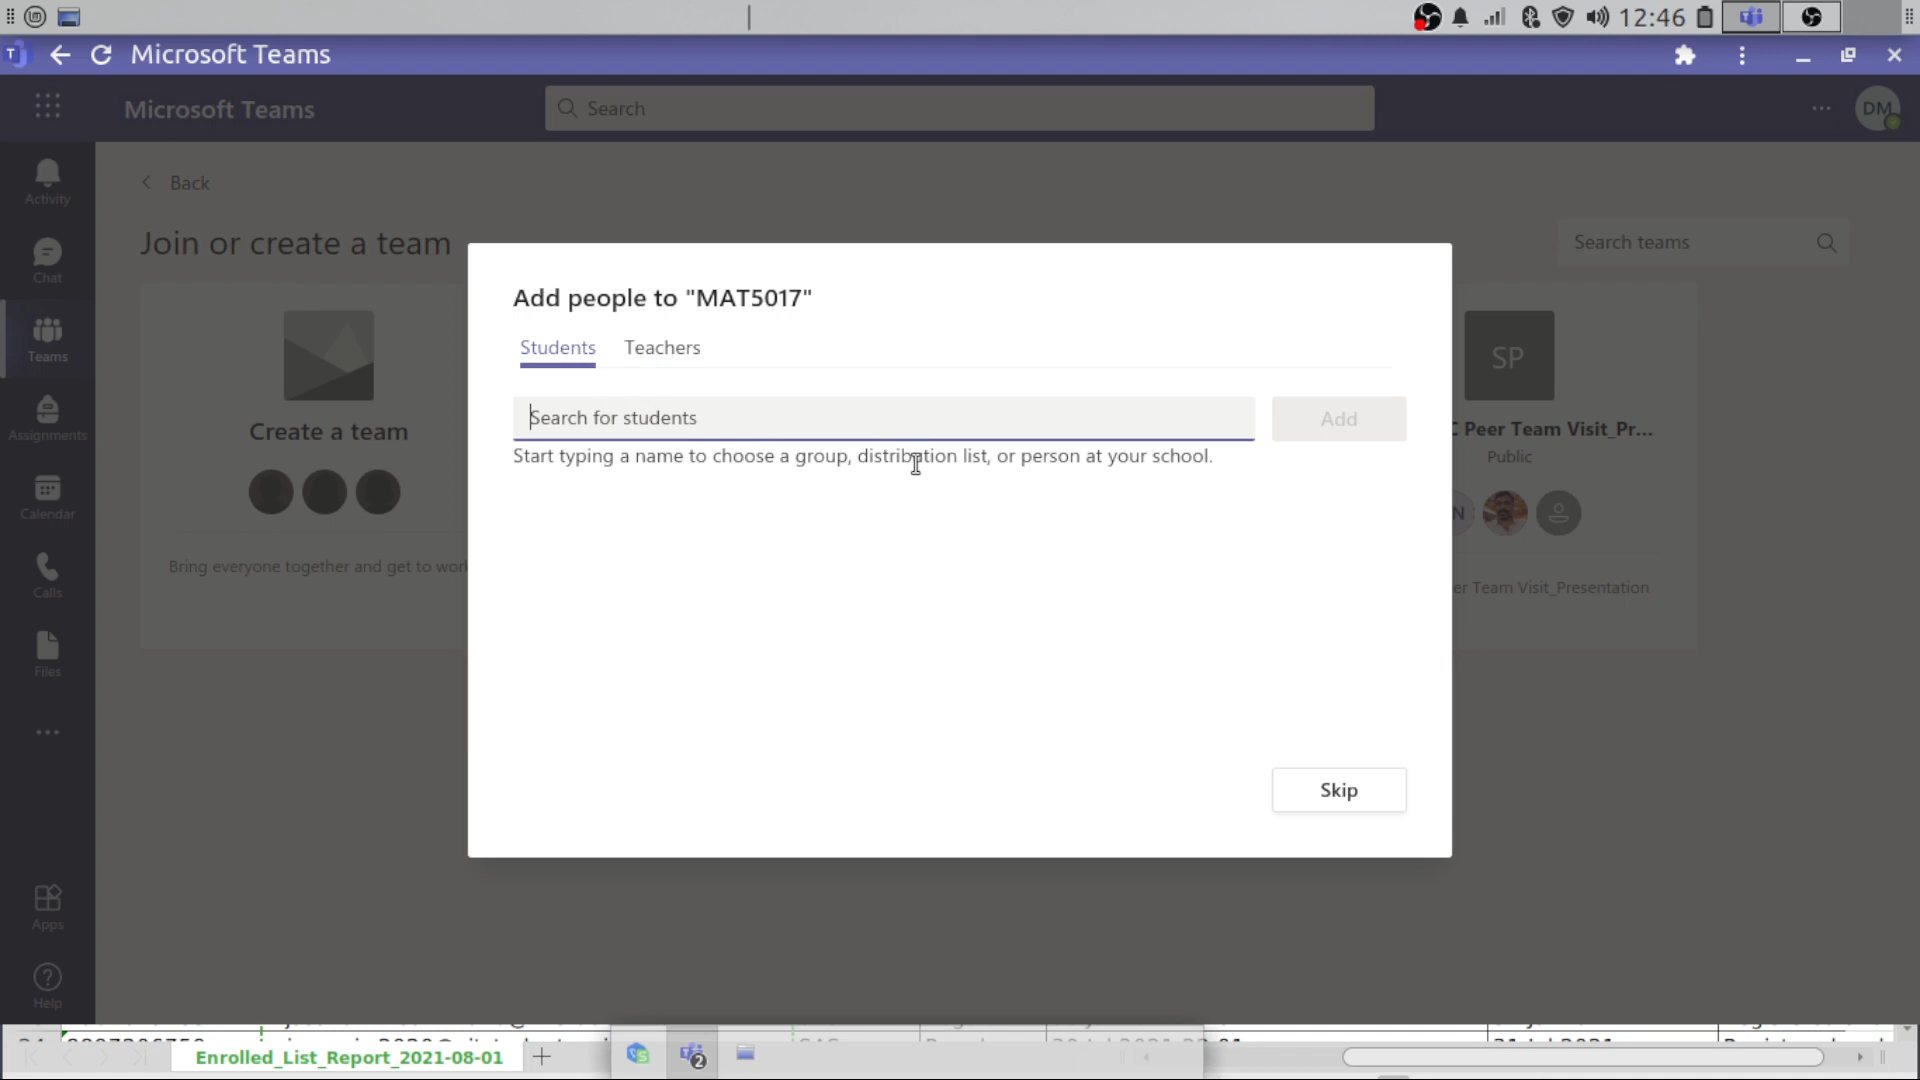 12:46
Microsoft Teams
Microsoft Teams
Search
DM
Activity
Chat
Teams
Assignments
Calendar
Calls
Files
Apps
Help
Back
Join or create a team
Search teams
Create a team
Bring everyone together and get to work
Add people to "MAT5017"
Students Teachers
Search for students
Add
Start typing a name to choose a group, distribution list, or person at your school.
Skip
SP
C Peer Team Visit_Pr...
Public
N
er Team Visit_Presentation
Enrolled_List_Report_2021-08-01
2